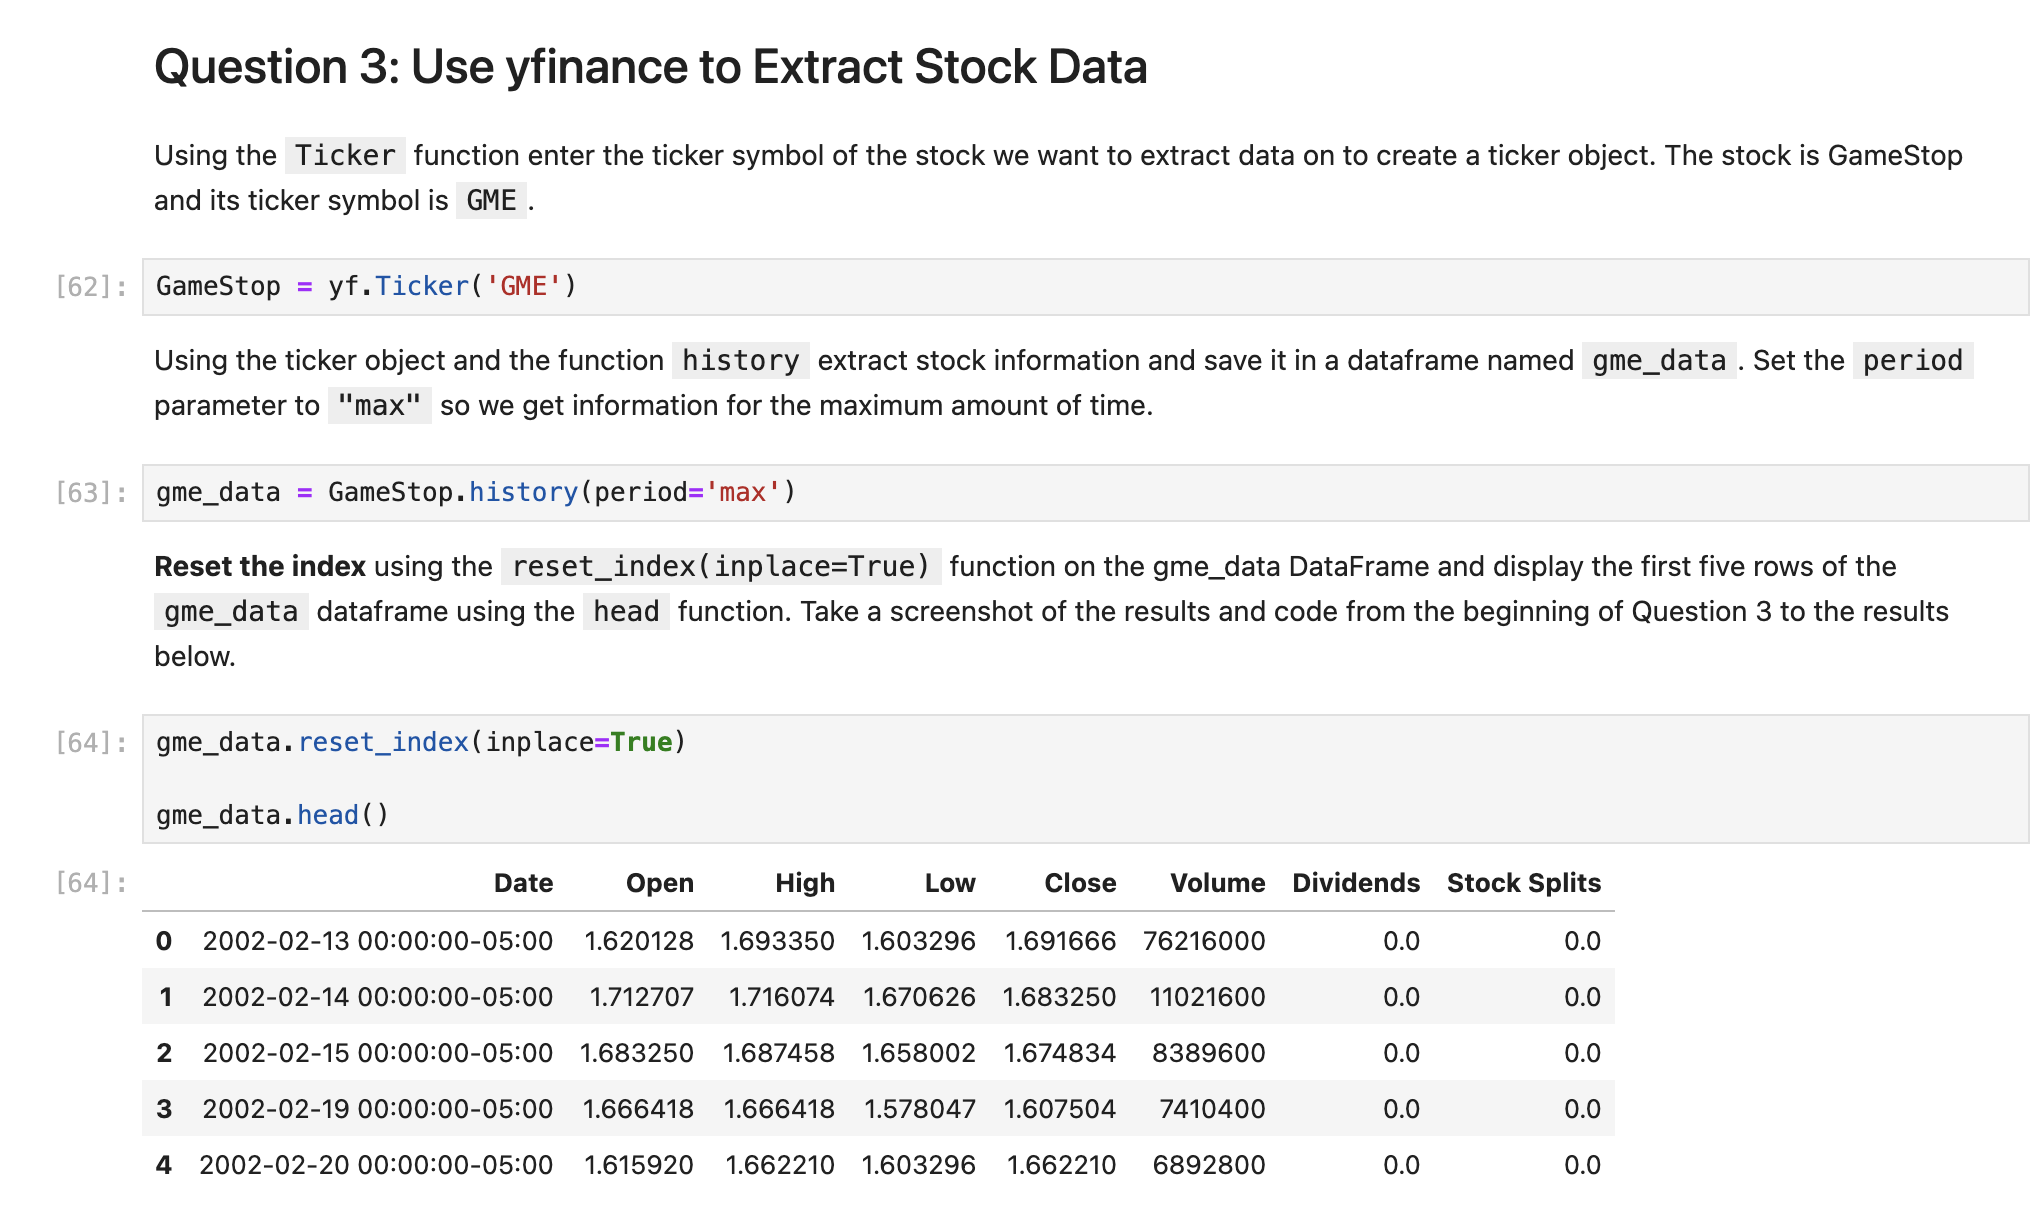 Question 3: Use yfinance to Extract Stock Data
Using the Ticker function enter the ticker symbol of the stock we want to extract data on to create a ticker object. The stock is GameStop
and its ticker symbol is GME .
[62]: GameStop = yf.Ticker('GME')
Using the ticker object and the function history extract stock information and save it in a dataframe named gme_data . Set the period
parameter to "max" so we get information for the maximum amount of time.
[63]: gme_data = GameStop.history(period='max')
Reset the index using the reset_index(inplace=True) function on the gme_data DataFrame and display the first five rows of the
gme_data dataframe using the head function. Take a screenshot of the results and code from the beginning of Question 3 to the results
below.
[64]: gme_data.reset_index(inplace=True)
gme_data.head()
[64]: Date Open High Low Close Volume Dividends Stock Splits
0 2002-02-13 00:00:00-05:00 1.620128 1.693350 1.603296 1.691666 76216000 0.0 0.0
1 2002-02-14 00:00:00-05:00 1.712707 1.716074 1.670626 1.683250 11021600 0.0 0.0
2 2002-02-15 00:00:00-05:00 1.683250 1.687458 1.658002 1.674834 8389600 0.0 0.0
3 2002-02-19 00:00:00-05:00 1.666418 1.666418 1.578047 1.607504 7410400 0.0 0.0
4 2002-02-20 00:00:00-05:00 1.615920 1.662210 1.603296 1.662210 6892800 0.0 0.0